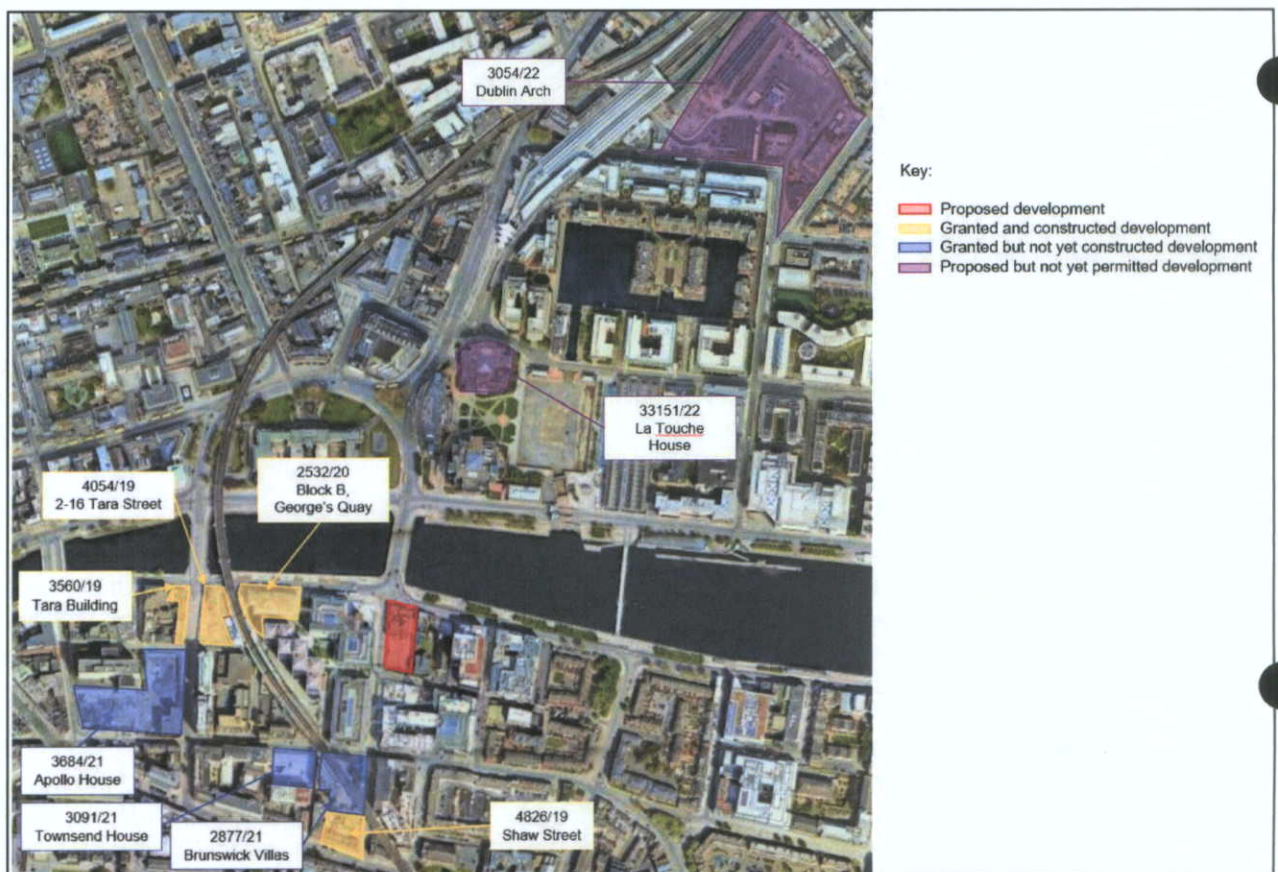 3054/22
Dublin Arch
Key:
Proposed development
Granted and constructed development
Granted but not yet constructed development
Proposed but not yet permitted development
33151/22
La Touche
House
2532/20
Block B,
George's Quay
4054/19
2-16 Tara Street
3560/19
Tara Building
3684/21
Apollo House
3091/21
Townsend House
2877/21
Brunswick Villas
4826/19
Shaw Street